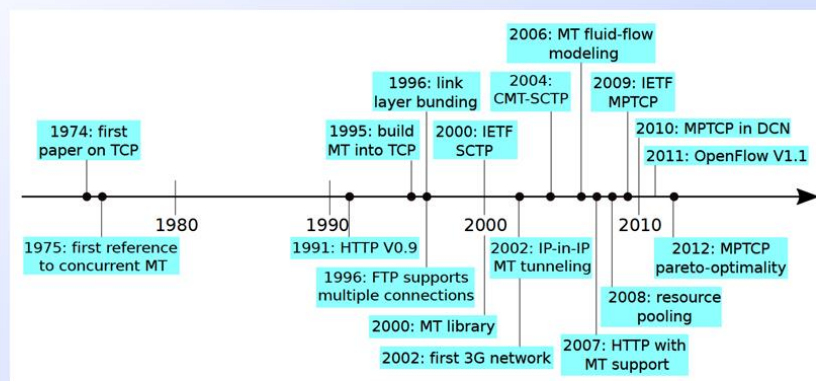 2006: MT fluid-flow
modeling
1996: link
layer bunding
2004:
CMT-SCTP
2009: IETF
MPTCP
1974: first
paper on TCP
1995: build
MT into TCP
2000: IETF
SCTP
2010: MPTCP in DCN
2011: OpenFlow V1.1
1980
1990
2000
2010
1975: first reference
to concurrent MT
1991: HTTP V0.9
2002: IP-in-IP
MT tunneling
2012: MPTCP
pareto-optimality
1996: FTP supports
multiple connections
2008: resource
pooling
2000: MT library
2002: first 3G network
2007: HTTP with
MT support